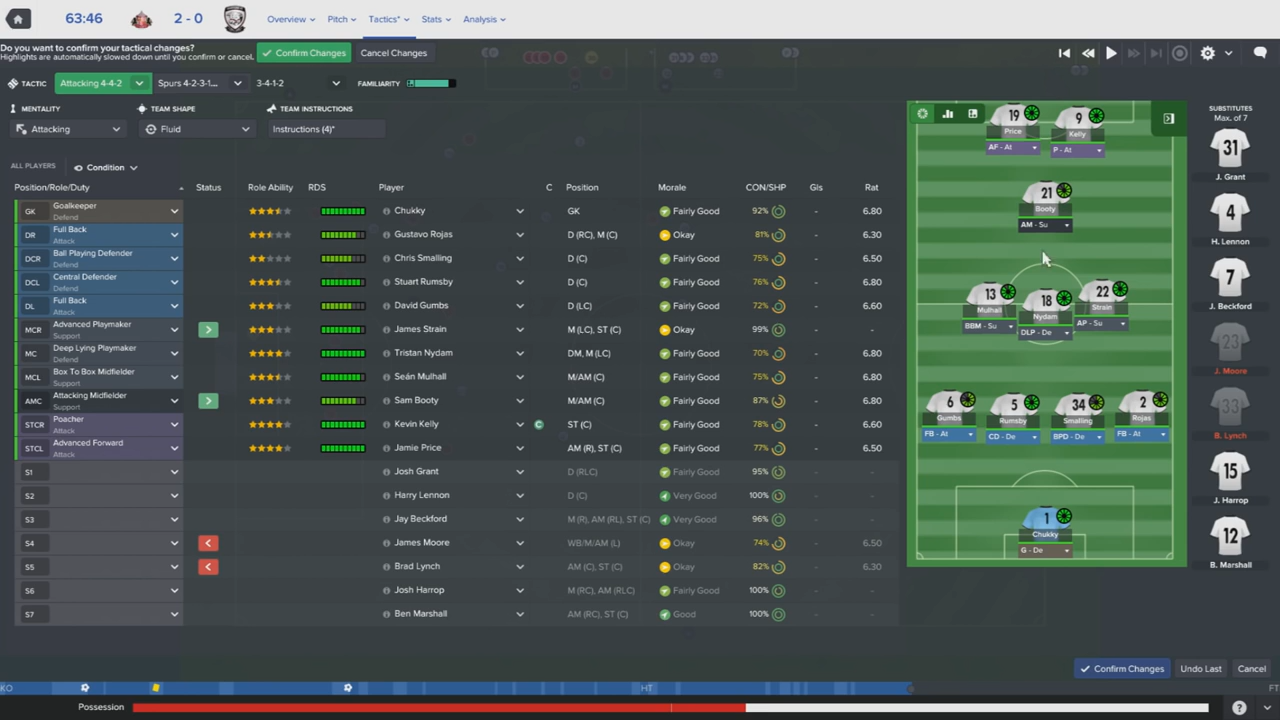 63:46
2 - 0
Overview
Pitch
Tactics*
Stats
Analysis
Do you want to confirm your tactical changes?
Highlights are automatically slowed down until you confirm or cancel.
Confirm Changes
Cancel Changes
TACTIC
Attacking 4-4-2
Spurs 4-2-3-1...
3-4-1-2
FAMILIARITY
MENTALITY
TEAM SHAPE
TEAM INSTRUCTIONS
Attacking
Fluid
Instructions (4)*
ALL PLAYERS
Condition
Position/Role/Duty Status Role Ability RDS Player C Position Morale CON/SHP Gls Rat
GK Goalkeeper Defend Chukky GK Fairly Good 92% - 6.80
DR Full Back Attack Gustavo Rojas D (RC), M (C) Okay 81% - 6.30
DCR Ball Playing Defender Defend Chris Smalling D (C) Fairly Good 75% - 6.50
DCL Central Defender Defend Stuart Rumsby D (C) Fairly Good 76% - 6.80
DL Full Back Attack David Gumbs D (LC) Fairly Good 72% - 6.60
MCR Advanced Playmaker Support James Strain M (LC), ST (C) Okay 99% -
MC Deep Lying Playmaker Defend Tristan Nydam DM, M (LC) Fairly Good 70% - 6.80
MCL Box To Box Midfielder Support Seán Mulhall M/AM (C) Fairly Good 75% - 6.80
AMC Attacking Midfielder Support Sam Booty M/AM (C) Fairly Good 87% - 6.80
STCR Poacher Attack Kevin Kelly C ST (C) Fairly Good 78% - 6.60
STCL Advanced Forward Attack Jamie Price AM (R), ST (C) Fairly Good 77% - 6.50
S1 Josh Grant D (RLC) Fairly Good 95% -
S2 Harry Lennon D (C) Very Good 100% -
S3 Jay Beckford M (R), AM (RL), ST (C) Very Good 96% -
S4 James Moore WB/M/AM (L) Okay 74% - 6.50
S5 Brad Lynch AM (C), ST (C) Okay 82% - 6.30
S6 Josh Harrop M (RC), AM (RLC) Fairly Good 100% -
S7 Ben Marshall AM (RC), ST (C) Good 100% -
19
Price
AF - At
9
Kelly
P - At
21
Booty
AM - Su
13
Mulhall
BBM - Su
18
Nydam
DLP - De
22
Strain
AP - Su
6
Gumbs
FB - At
5
Rumsby
CD - De
34
Smalling
BPD - De
2
Rojas
FB - At
1
Chukky
G - De
SUBSTITUTES
Max. of 7
31
J. Grant
4
H. Lennon
7
J. Beckford
23
J. Moore
33
B. Lynch
15
J. Harrop
12
B. Marshall
Confirm Changes
Undo Last
Cancel
KO
HT
FT
Possession
?